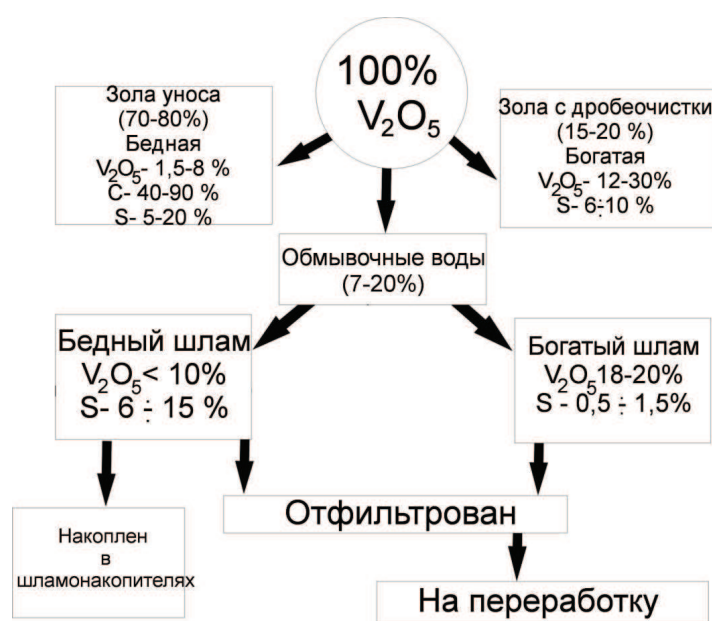 100%
V₂O₅
Зола уноса
(70-80%)
Бедная
V₂O₅- 1,5-8 %
C- 40-90 %
S- 5-20 %
Зола с дробеочистки
(15-20 %)
Богатая
V₂O₅- 12-30%
S- 6÷10 %
Обмывочные воды
(7-20%)
Бедный шлам
V₂O₅< 10%
S- 6 ÷ 15 %
Богатый шлам
V₂O₅18-20%
S - 0,5 ÷ 1,5%
Отфильтрован
Накоплен
в
шламонакопителях
На переработку